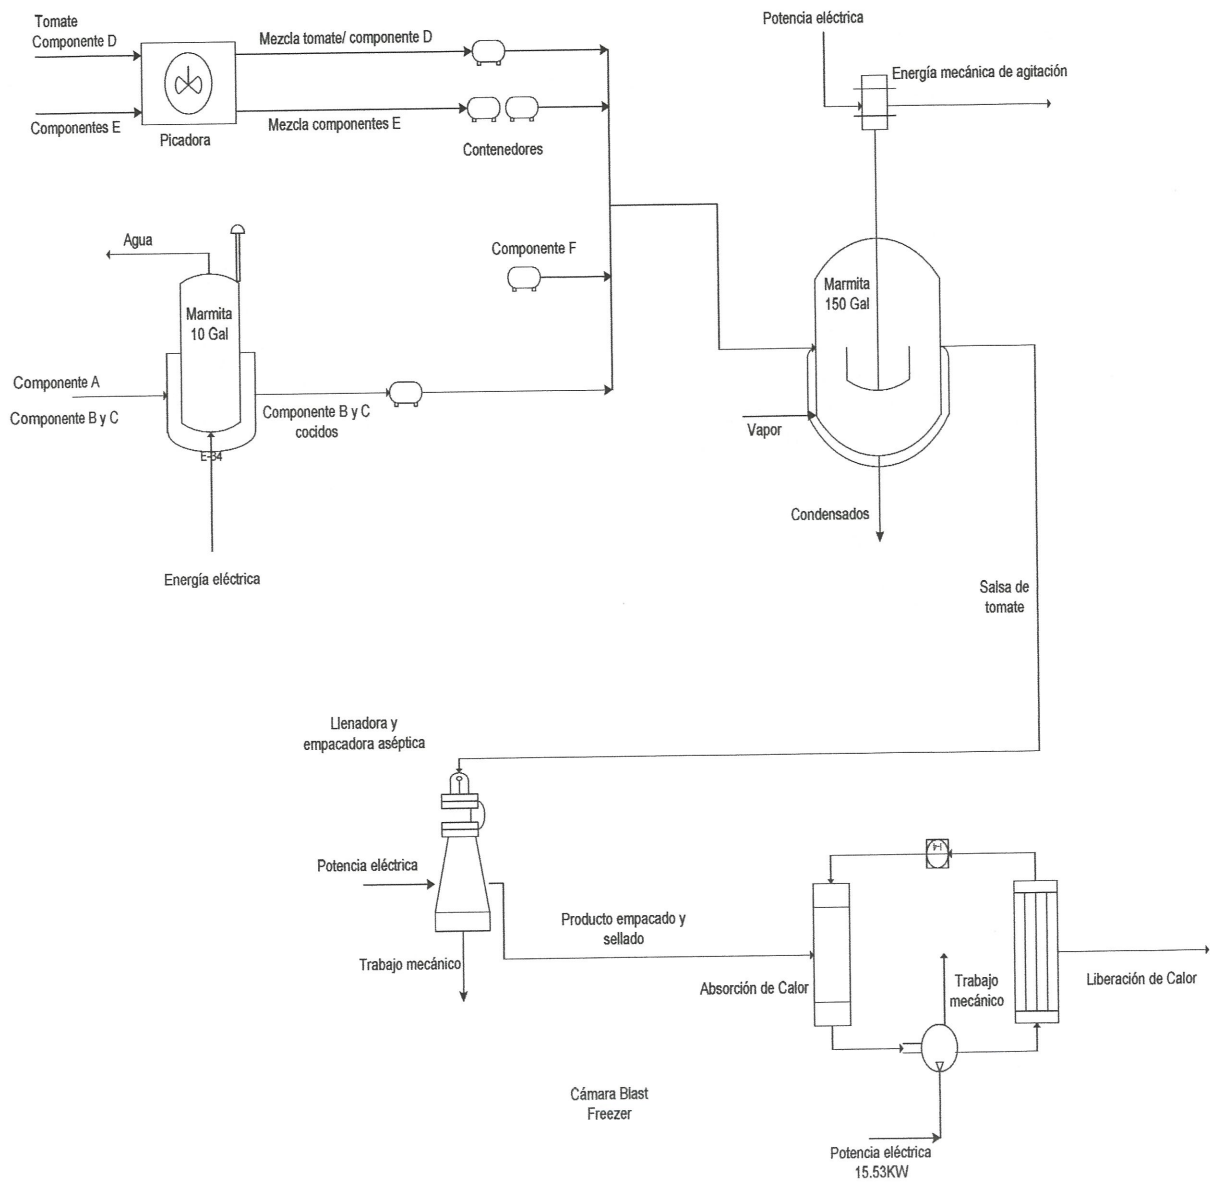 Tomate
Componente D
Mezcla tomate/ componente D
Componentes E
Mezcla componentes E
Picadora
Contenedores
Potencia eléctrica
Energía mecánica de agitación
Agua
Componente F
Marmita
10 Gal
Marmita
150 Gal
Componente A
Componente B y C
Componente B y C
cocidos
E-34
Vapor
Condensados
Energía eléctrica
Salsa de
tomate
Llenadora y
empacadora aséptica
Potencia eléctrica
Trabajo mecánico
Producto empacado y
sellado
Absorción de Calor
Trabajo
mecánico
Liberación de Calor
Cámara Blast
Freezer
Potencia eléctrica
15.53KW